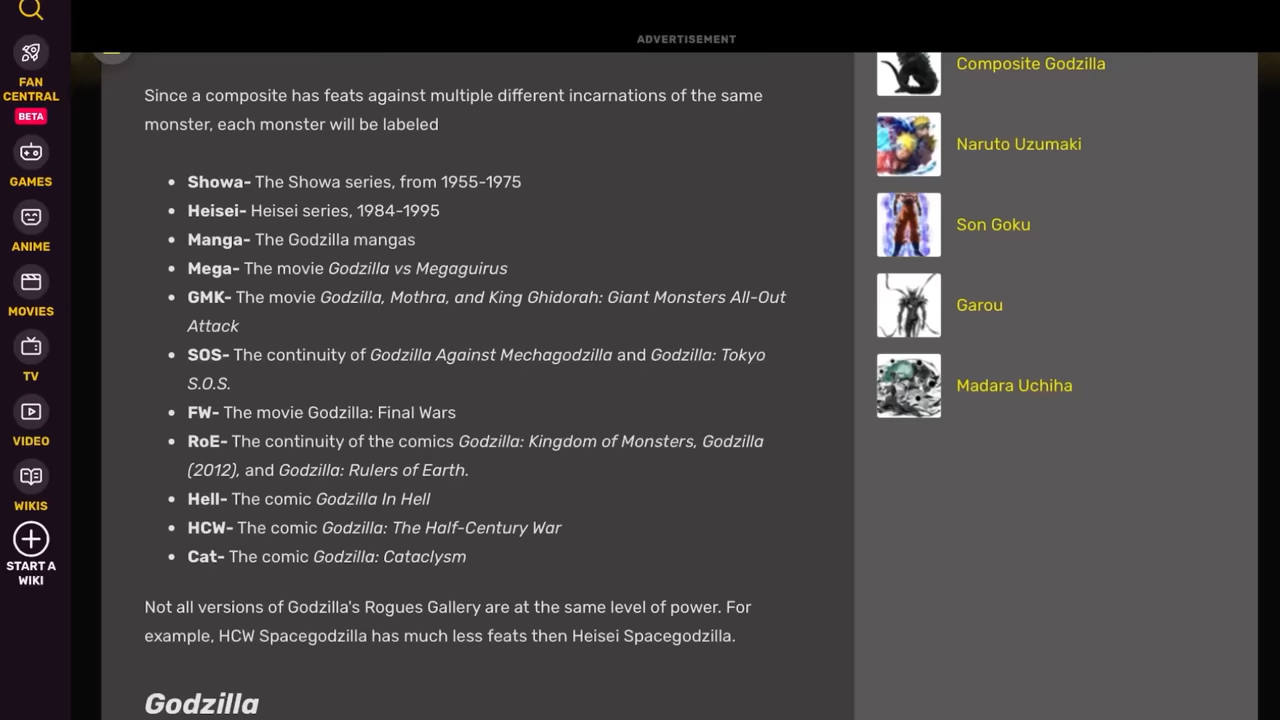 ADVERTISEMENT
FAN
CENTRAL
BETA
GAMES
ANIME
MOVIES
TV
VIDEO
WIKIS
START A
WIKI
Since a composite has feats against multiple different incarnations of the same
monster, each monster will be labeled
Showa- The Showa series, from 1955-1975
Heisei- Heisei series, 1984-1995
Manga- The Godzilla mangas
Mega- The movie Godzilla vs Megaguirus
GMK- The movie Godzilla, Mothra, and King Ghidorah: Giant Monsters All-Out
Attack
SOS- The continuity of Godzilla Against Mechagodzilla and Godzilla: Tokyo
S.O.S.
FW- The movie Godzilla: Final Wars
RoE- The continuity of the comics Godzilla: Kingdom of Monsters, Godzilla
(2012), and Godzilla: Rulers of Earth.
Hell- The comic Godzilla In Hell
HCW- The comic Godzilla: The Half-Century War
Cat- The comic Godzilla: Cataclysm
Not all versions of Godzilla's Rogues Gallery are at the same level of power. For
example, HCW Spacegodzilla has much less feats then Heisei Spacegodzilla.
Godzilla
Composite Godzilla
Naruto Uzumaki
Son Goku
Garou
Madara Uchiha